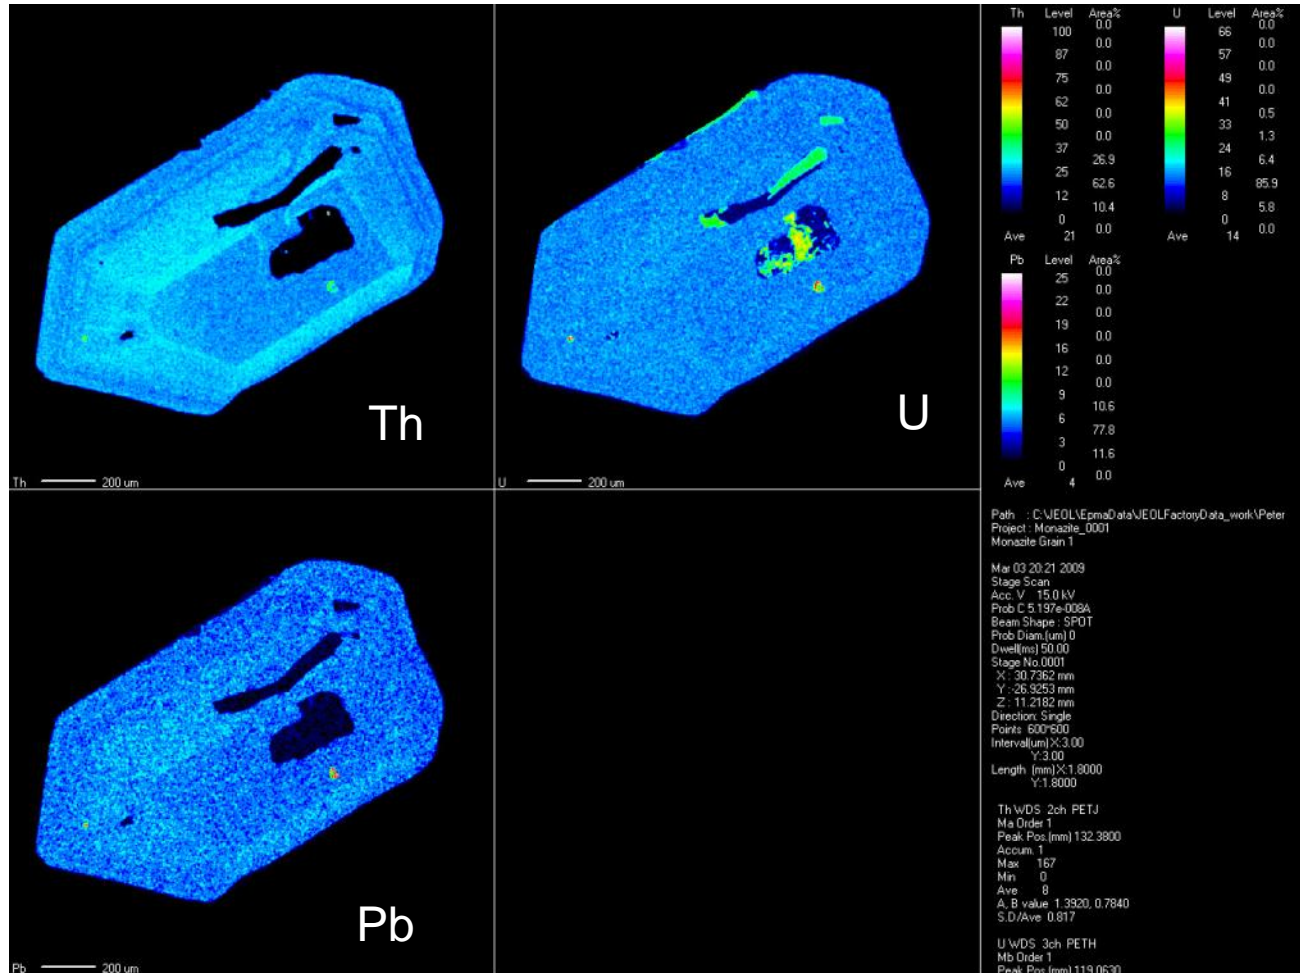 Th
Th 200 um
U
U 200 um
Pb
Pb 200 um
Th Level Area% U Level Area%
0.0 0.0
100 66
0.0 0.0
87 57
0.0 0.0
75 49
0.0 0.0
62 41
0.0 0.5
50 33
0.0 1.3
37 24
26.9 6.4
25 16
62.6 85.9
12 8
10.4 5.8
0 0
0.0 0.0
Ave 21 Ave 14
Pb Level Area%
0.0
25
0.0
22
0.0
19
0.0
16
0.0
12
0.0
9
10.6
6
77.8
3
11.6
0
0.0
Ave 4
Path : C:\JEOL\EpmaData\JEOLFactoryData_work\Peter
Project : Monazite_0001
Monazite Grain 1
Mar 03 20:21 2009
Stage Scan
Acc. V 15.0 kV
Prob C 5.197e-008A
Beam Shape : SPOT
Prob Diam.(um) 0
Dwell(ms) 50.00
Stage No.0001
X : 30.7362 mm
Y :-26.9253 mm
Z : 11.2182 mm
Direction: Single
Points 600*600
Interval(um) X:3.00
Y:3.00
Length (mm) X:1.8000
Y:1.8000
Th WDS 2ch PETJ
Ma Order 1
Peak Pos.(mm) 132.3800
Accum. 1
Max 167
Min 0
Ave 8
A, B value 1.3920, 0.7840
S.D/Ave 0.817
U WDS 3ch PETH
Mb Order 1
Peak Pos.(mm) 119.0630